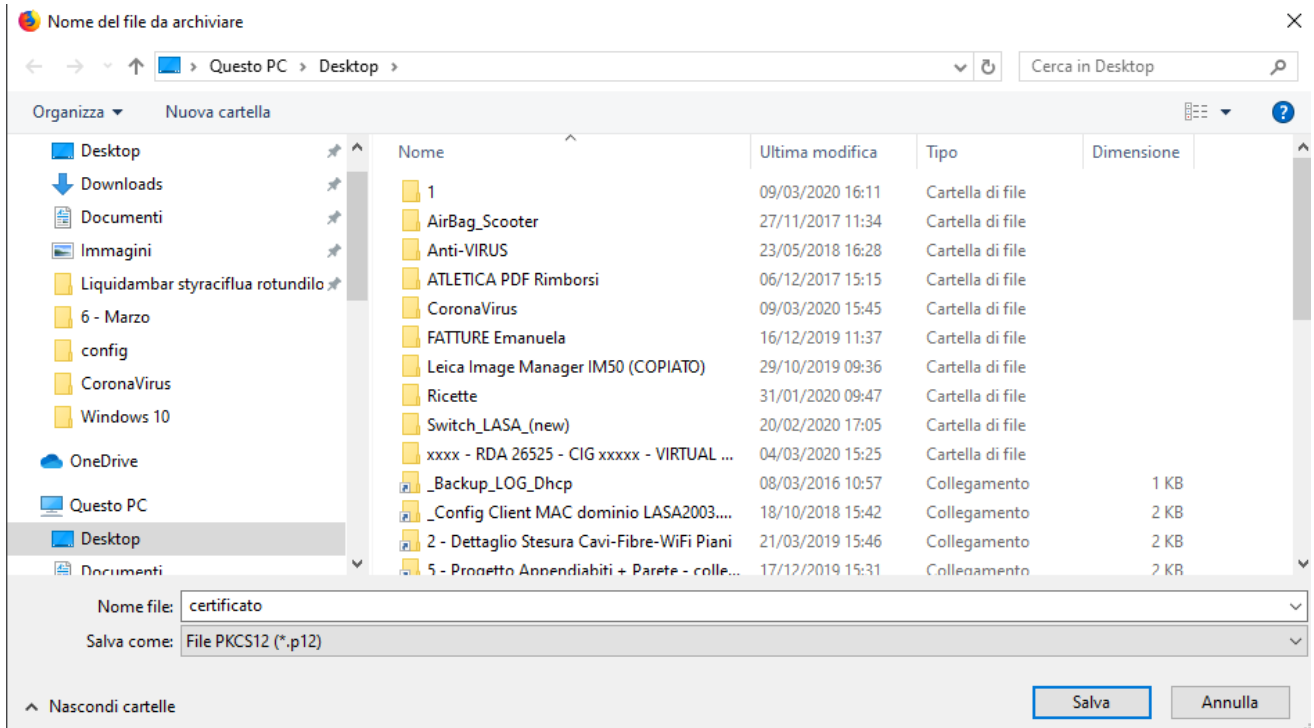 Nome del file da archiviare
Questo PC > Desktop >
Cerca in Desktop
Organizza
Nuova cartella
Desktop
Downloads
Documenti
Immagini
Liquidambar styraciflua rotundilo
6 - Marzo
config
CoronaVirus
Windows 10
OneDrive
Questo PC
Desktop
Documenti
Nome Ultima modifica Tipo Dimensione
1 09/03/2020 16:11 Cartella di file
AirBag_Scooter 27/11/2017 11:34 Cartella di file
Anti-VIRUS 23/05/2018 16:28 Cartella di file
ATLETICA PDF Rimborsi 06/12/2017 15:15 Cartella di file
CoronaVirus 09/03/2020 15:45 Cartella di file
FATTURE Emanuela 16/12/2019 11:37 Cartella di file
Leica Image Manager IM50 (COPIATO) 29/10/2019 09:36 Cartella di file
Ricette 31/01/2020 09:47 Cartella di file
Switch_LASA_(new) 20/02/2020 17:05 Cartella di file
xxxx - RDA 26525 - CIG xxxxx - VIRTUAL ... 04/03/2020 15:25 Cartella di file
_Backup_LOG_Dhcp 08/03/2016 10:57 Collegamento 1 KB
_Config Client MAC dominio LASA2003.... 18/10/2018 15:42 Collegamento 2 KB
2 - Dettaglio Stesura Cavi-Fibre-WiFi Piani 21/03/2019 15:46 Collegamento 2 KB
5 - Progetto Appendiabiti + Parete - colle... 17/12/2019 15:31 Collegamento 2 KB
Nome file: certificato
Salva come: File PKCS12 (*.p12)
Nascondi cartelle
Salva
Annulla